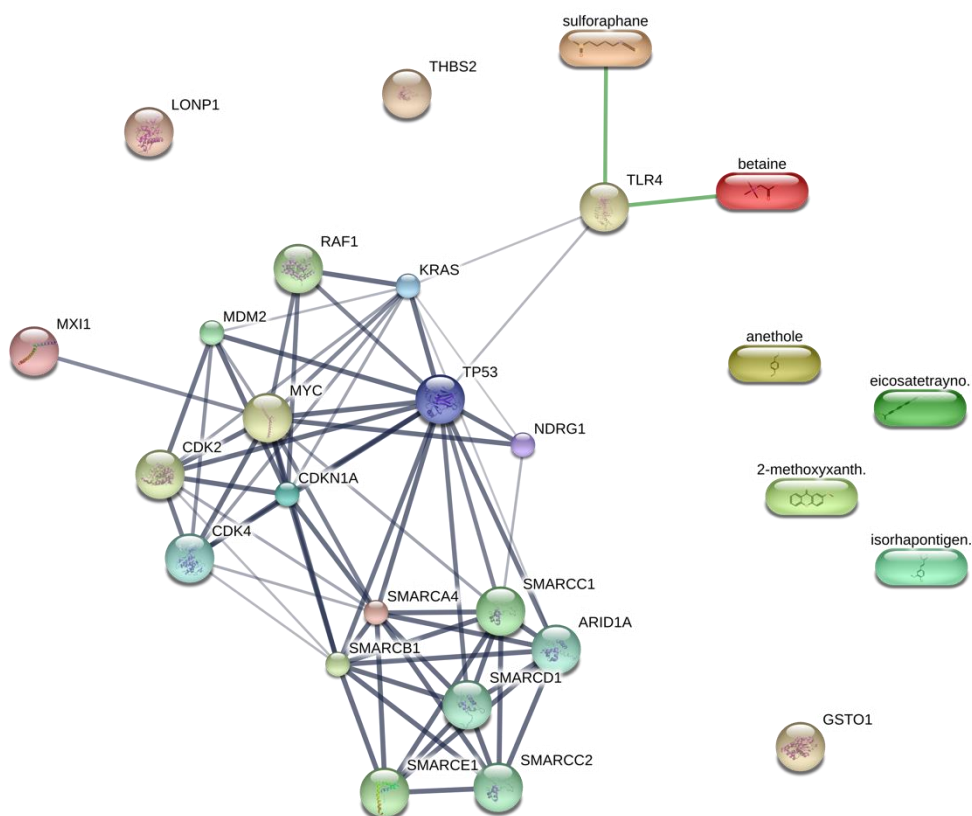 sulforaphane
THBS2
LONP1
betaine
TLR4
RAF1
KRAS
MDM2
MXI1
anethole
TP53
eicosatetrayno.
MYC
NDRG1
CDK2
2-methoxyxanth.
CDKN1A
CDK4
isorhapontigen.
SMARCC1
SMARCA4
ARID1A
SMARCB1
SMARCD1
GSTO1
SMARCE1
SMARCC2